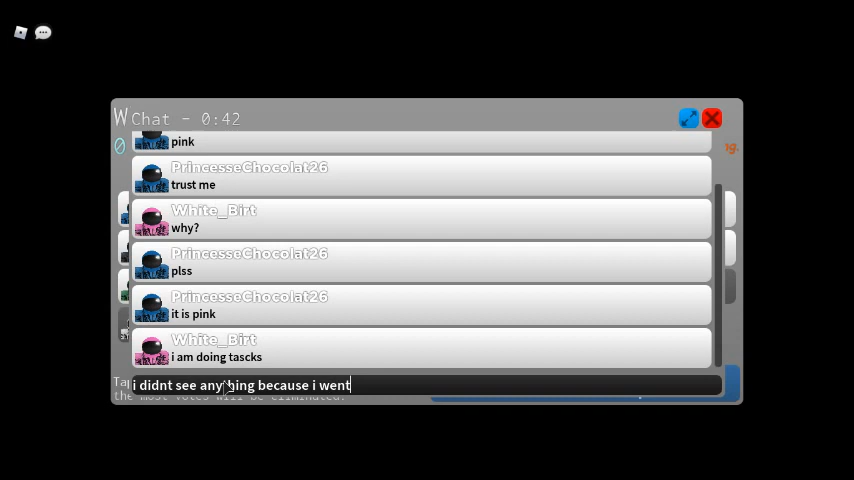 W Chat - 0:42
pink
PrincesseChocolat26
trust me
White_Birt
why?
PrincesseChocolat26
plss
PrincesseChocolat26
it is pink
White_Birt
i am doing tascks
i didnt see anything because i went
the most votes will be eliminated.